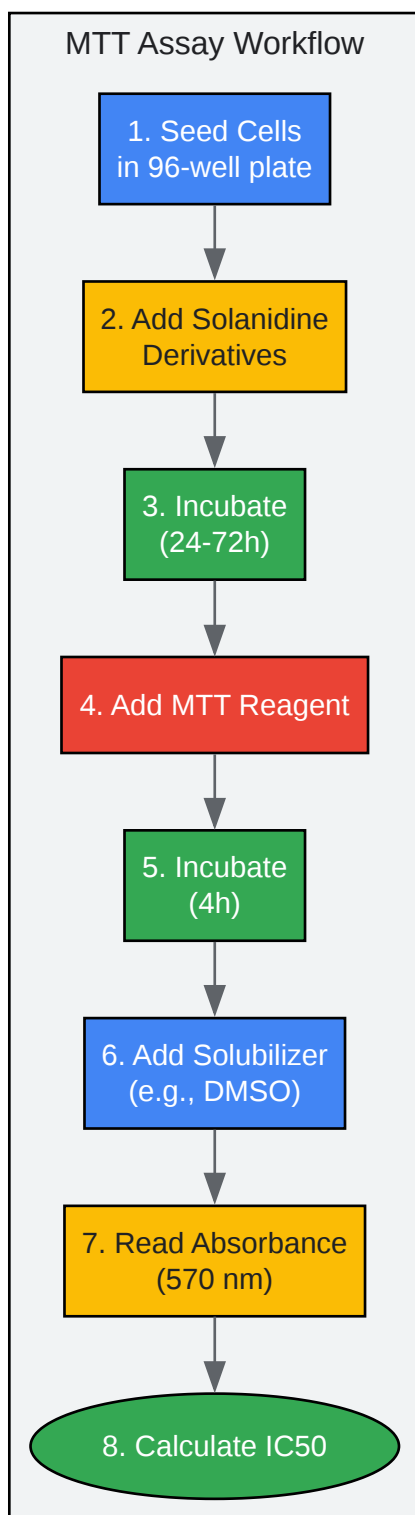 MTT Assay Workflow
1. Seed Cells
in 96-well plate
2. Add Solanidine
Derivatives
3. Incubate
(24-72h)
4. Add MTT Reagent
5. Incubate
(4h)
6. Add Solubilizer
(e.g., DMSO)
7. Read Absorbance
(570 nm)
8. Calculate IC50